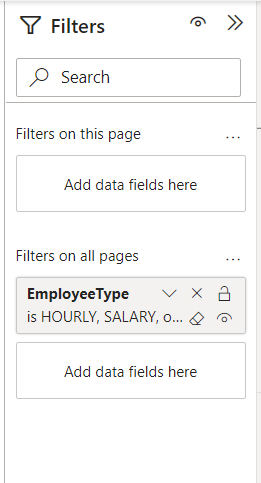 Filters
Search
Filters on this page
...
Add data fields here
Filters on all pages
...
EmployeeType
is HOURLY, SALARY, o...
Add data fields here